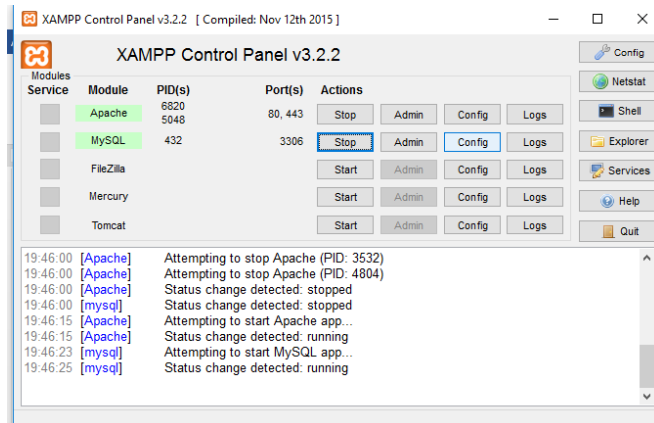 XAMPP Control Panel v3.2.2 [ Compiled: Nov 12th 2015 ]
XAMPP Control Panel v3.2.2
Config
Modules
Service Module PID(s) Port(s) Actions
Netstat
Apache 6820 5048 80, 443 Stop Admin Config Logs
Shell
MySQL 432 3306 Stop Admin Config Logs
Explorer
FileZilla Start Admin Config Logs
Services
Mercury Start Admin Config Logs
Help
Tomcat Start Admin Config Logs
Quit
19:46:00 [Apache] Attempting to stop Apache (PID: 3532)
19:46:00 [Apache] Attempting to stop Apache (PID: 4804)
19:46:00 [Apache] Status change detected: stopped
19:46:00 [mysql] Status change detected: stopped
19:46:15 [Apache] Attempting to start Apache app...
19:46:15 [Apache] Status change detected: running
19:46:23 [mysql] Attempting to start MySQL app...
19:46:25 [mysql] Status change detected: running